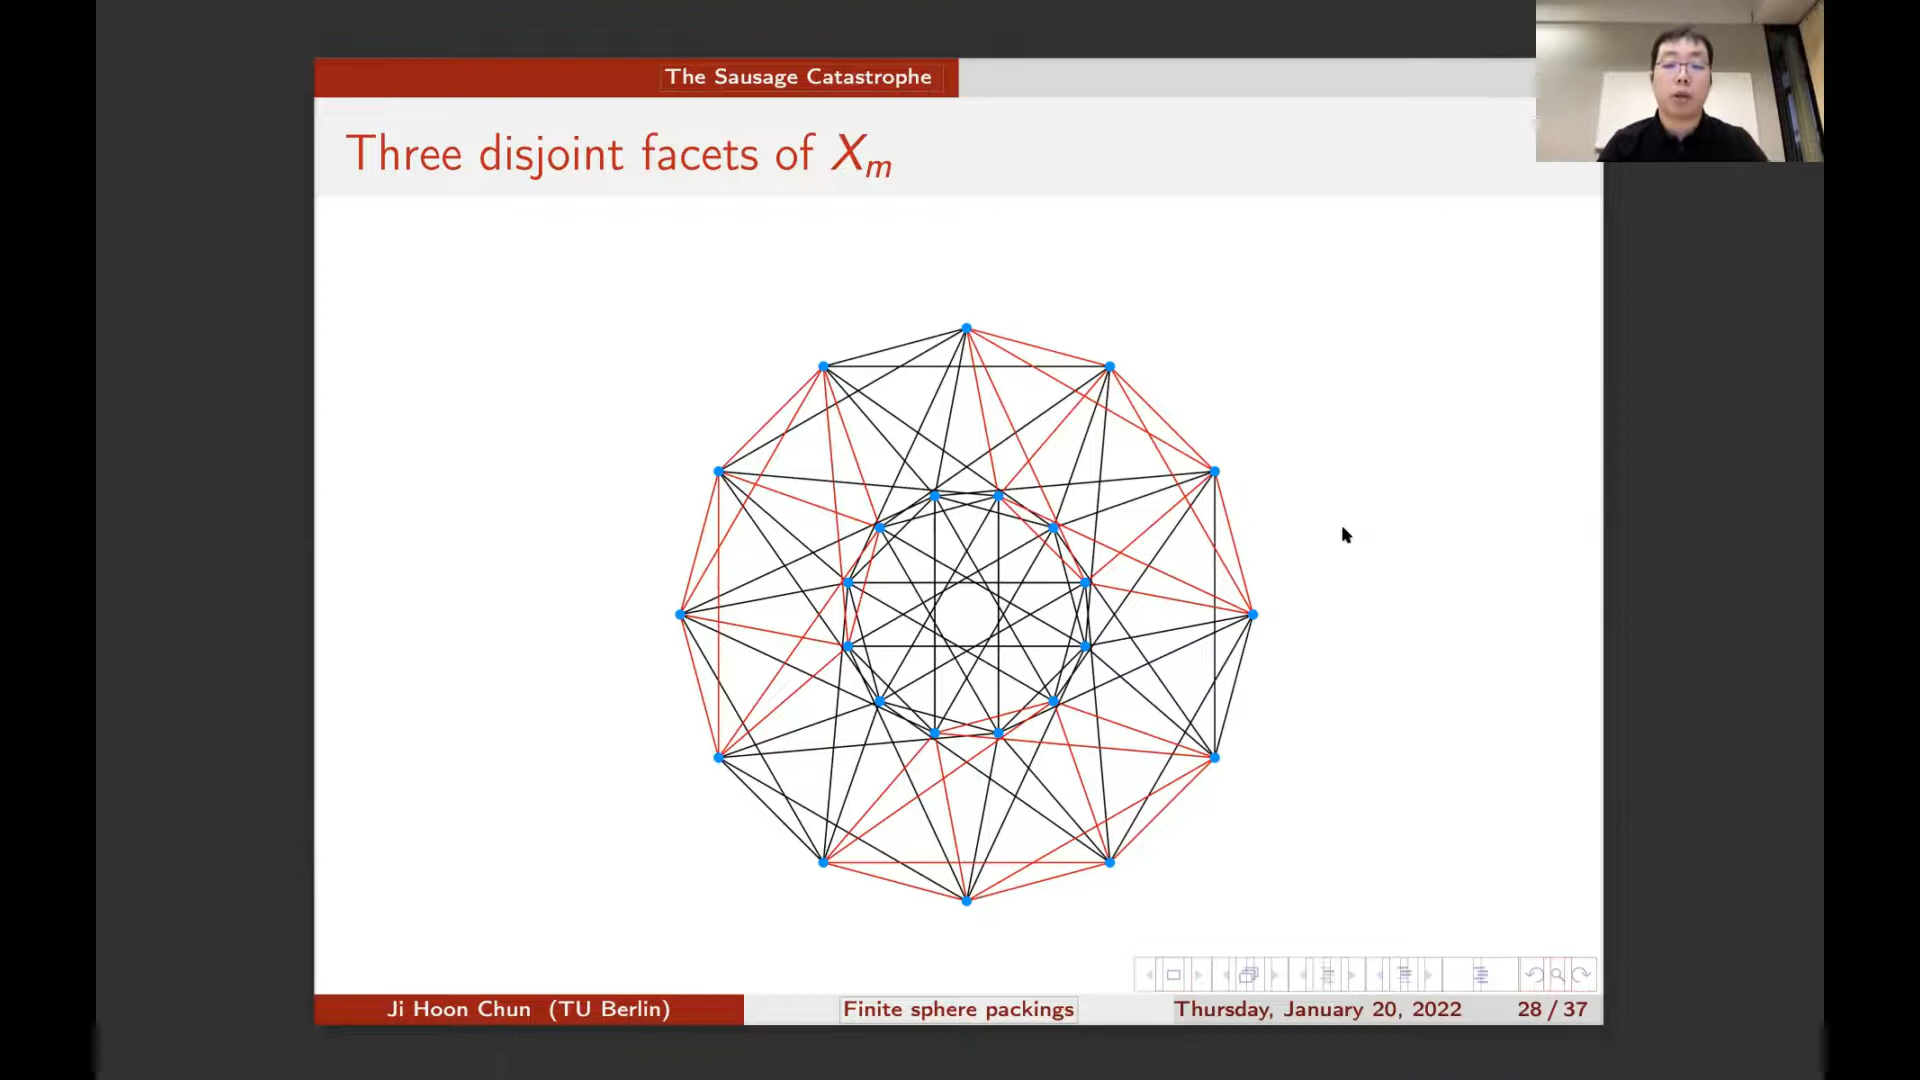 The Sausage Catastrophe
Three disjoint facets of Xm
Ji Hoon Chun (TU Berlin)
Finite sphere packings
Thursday, January 20, 2022
28 / 37